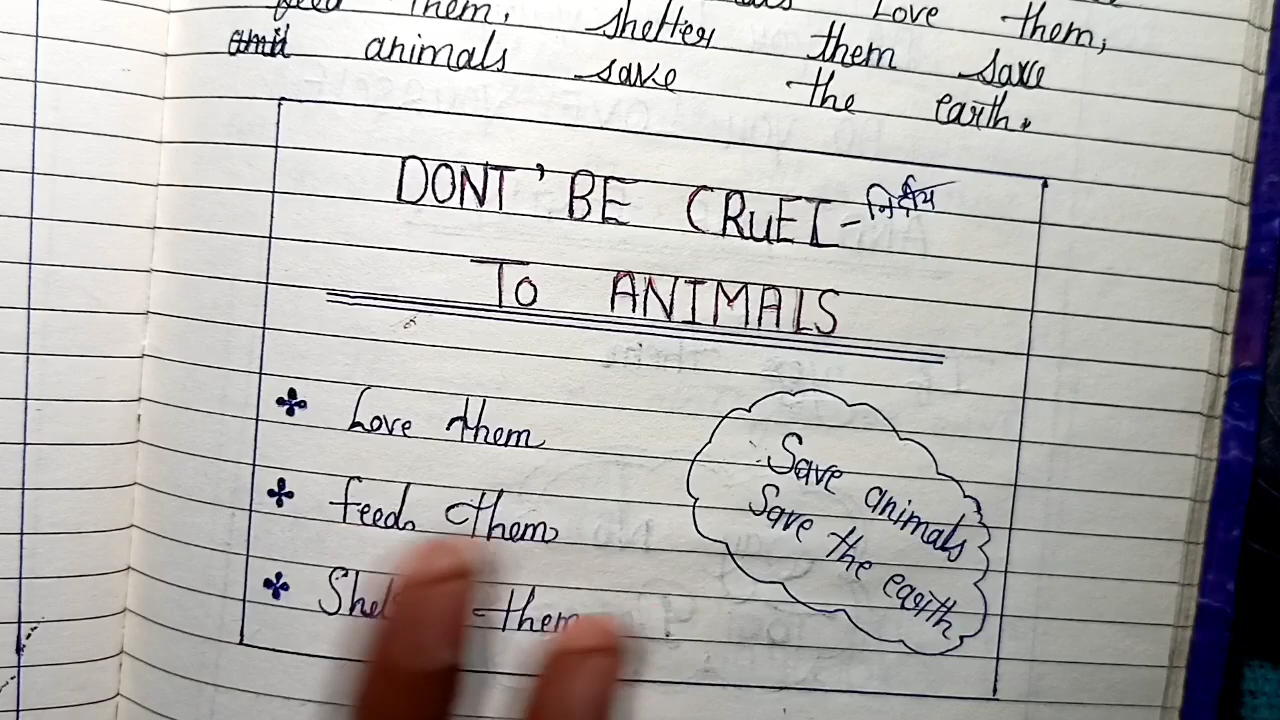 them, Love them,
shelter them save
animals save the earth.
DONT' BE CRUEL - निर्दय
To ANIMALS
Love them
feed them
them
Save animals
Save the earth